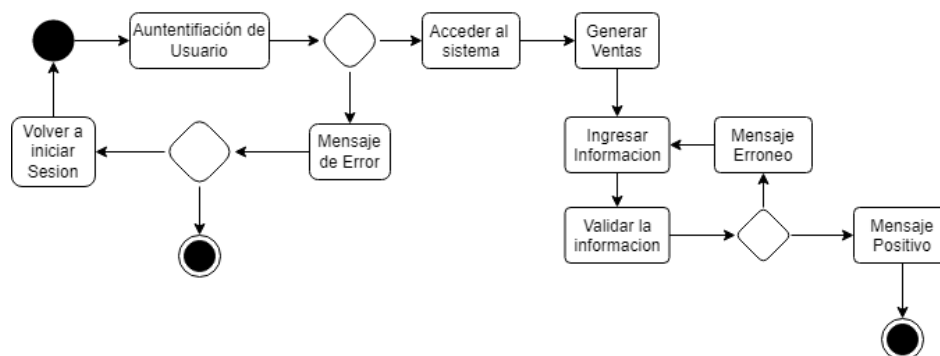 Auntentifiación de
Usuario
Acceder al
sistema
Generar
Ventas
Volver a
iniciar
Sesion
Mensaje
de Error
Ingresar
Informacion
Mensaje
Erroneo
Validar la
informacion
Mensaje
Positivo